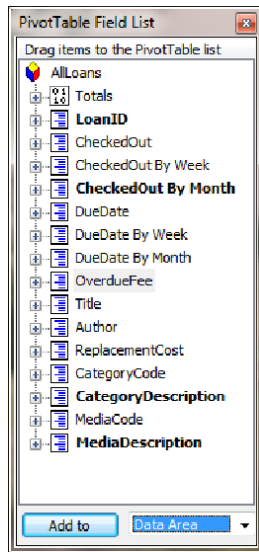 PivotTable Field List
Drag items to the PivotTable list
AllLoans
Totals
LoanID
CheckedOut
CheckedOut By Week
CheckedOut By Month
DueDate
DueDate By Week
DueDate By Month
OverdueFee
Title
Author
ReplacementCost
CategoryCode
CategoryDescription
MediaCode
MediaDescription
Add to Data Area